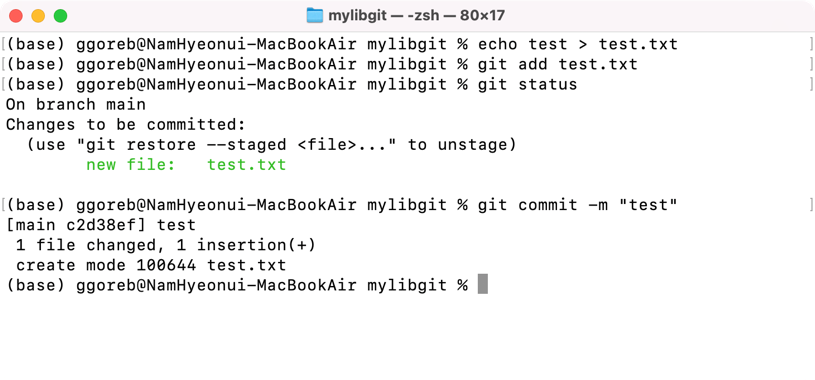 mylibgit — -zsh — 80×17
(base) ggoreb@NamHyeonui-MacBookAir mylibgit % echo test > test.txt
(base) ggoreb@NamHyeonui-MacBookAir mylibgit % git add test.txt
(base) ggoreb@NamHyeonui-MacBookAir mylibgit % git status
On branch main
Changes to be committed:
  (use "git restore --staged <file>..." to unstage)
        new file:   test.txt

(base) ggoreb@NamHyeonui-MacBookAir mylibgit % git commit -m "test"
[main c2d38ef] test
 1 file changed, 1 insertion(+)
 create mode 100644 test.txt
(base) ggoreb@NamHyeonui-MacBookAir mylibgit %